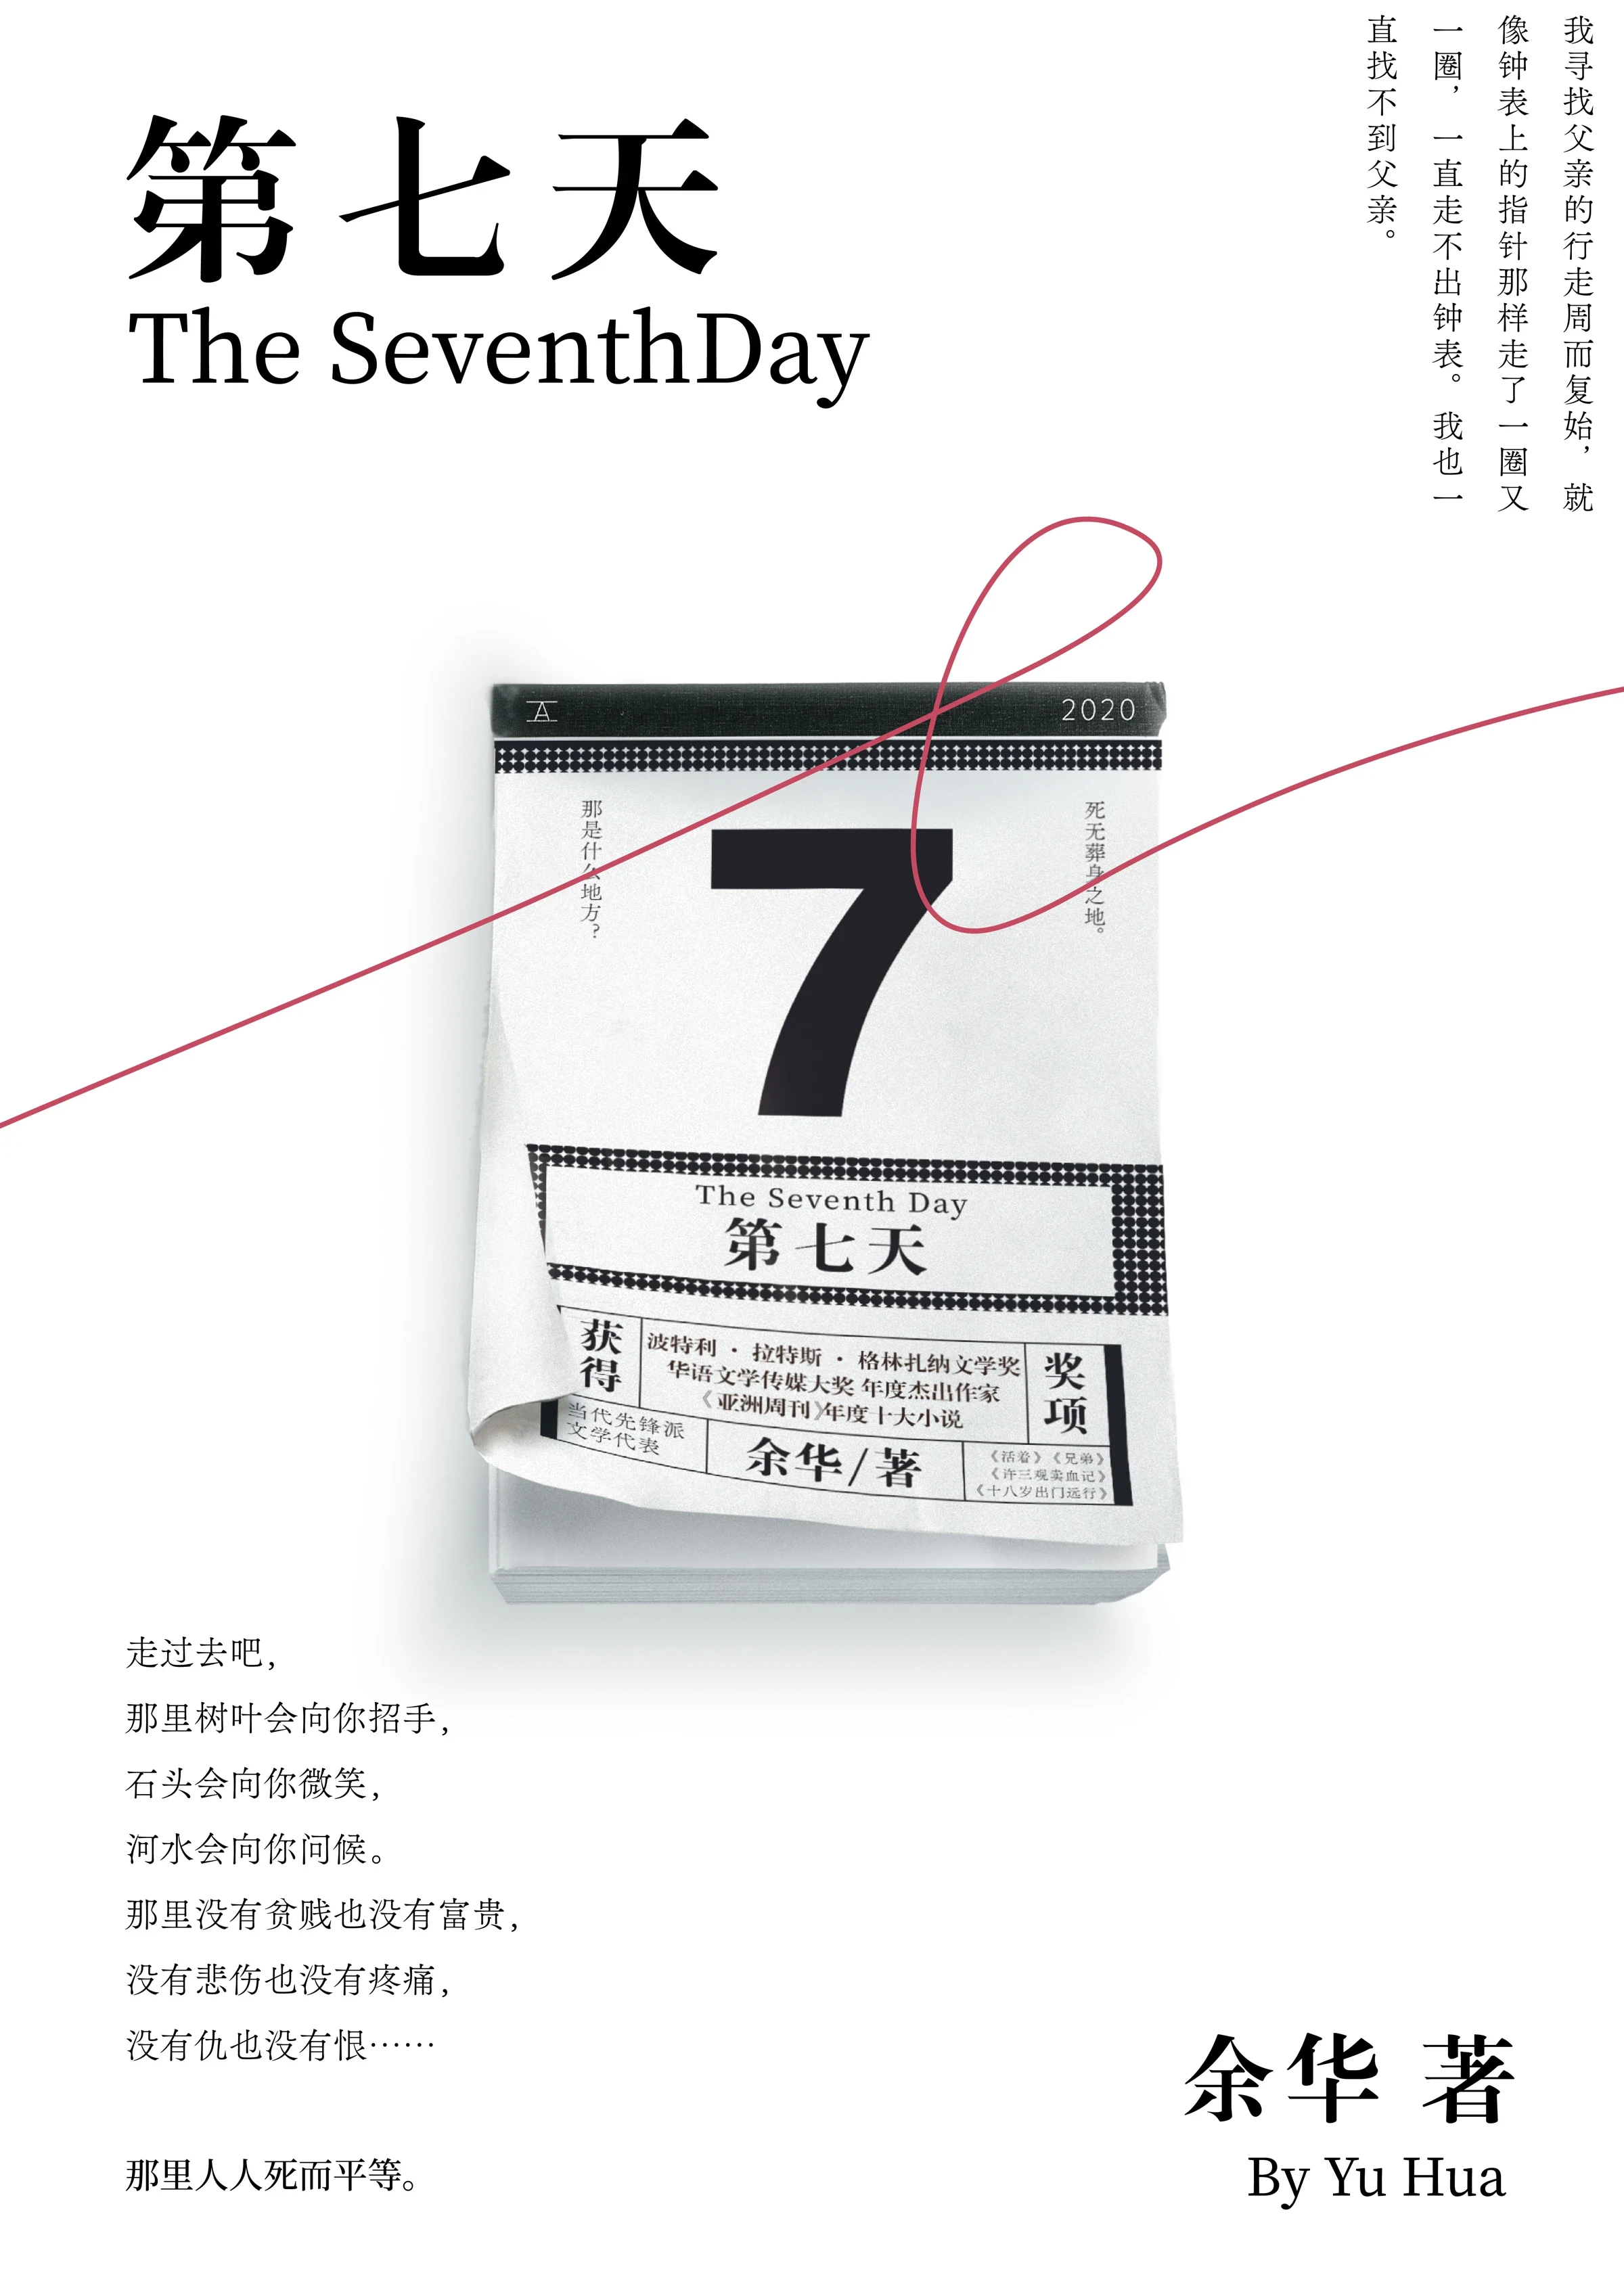 第七天
The SeventhDay
我寻找父亲的行走周而复始，就
像钟表上的指针那样走了一圈又
一圈，一直走不出钟表。我也一
直找不到父亲。
2020
那是什么地方？
死无葬身之地。
7
The Seventh Day
第七天
获得
波特利·拉特斯·格林扎纳文学奖
华语文学传媒大奖 年度杰出作家
《亚洲周刊》年度十大小说
奖项
当代先锋派
文学代表
余华/著
《活着》《兄弟》
《许三观卖血记》
《十八岁出门远行》
走过去吧，
那里树叶会向你招手，
石头会向你微笑，
河水会向你问候。
那里没有贫贱也没有富贵，
没有悲伤也没有疼痛，
没有仇也没有恨……
那里人人死而平等。
余华 著
By Yu Hua